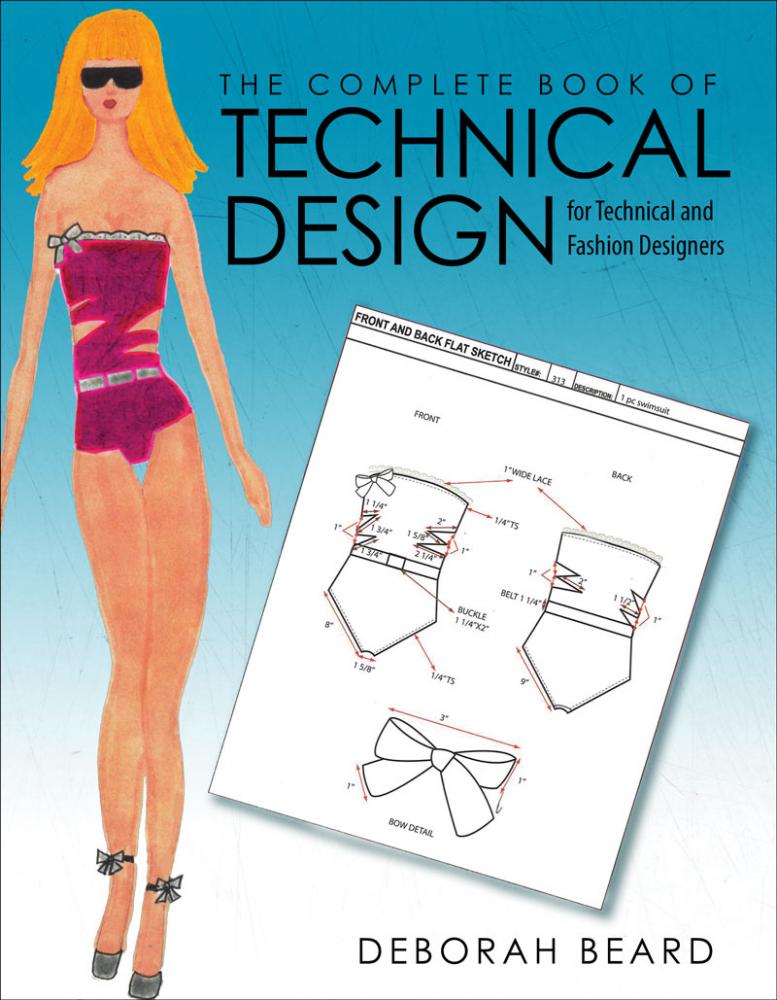 THE COMPLETE BOOK OF
TECHNICAL
DESIGN
for Technical and
Fashion Designers
FRONT AND BACK FLAT SKETCH
STYLE#:
313
DESCRIPTION:
1 pc swimsuit
FRONT
BACK
1"WIDE LACE
1 1/4"
1"
1 3/4"
1 3/4"
2"
1 5/8"
2 1/4"
1"
1/4"TS
BUCKLE
1 1/4"X2"
8"
1 5/8"
1/4"TS
1"
2"
BELT 1 1/4"
1 1/2"
1"
9"
3"
1"
1"
BOW DETAIL
DEBORAH BEARD